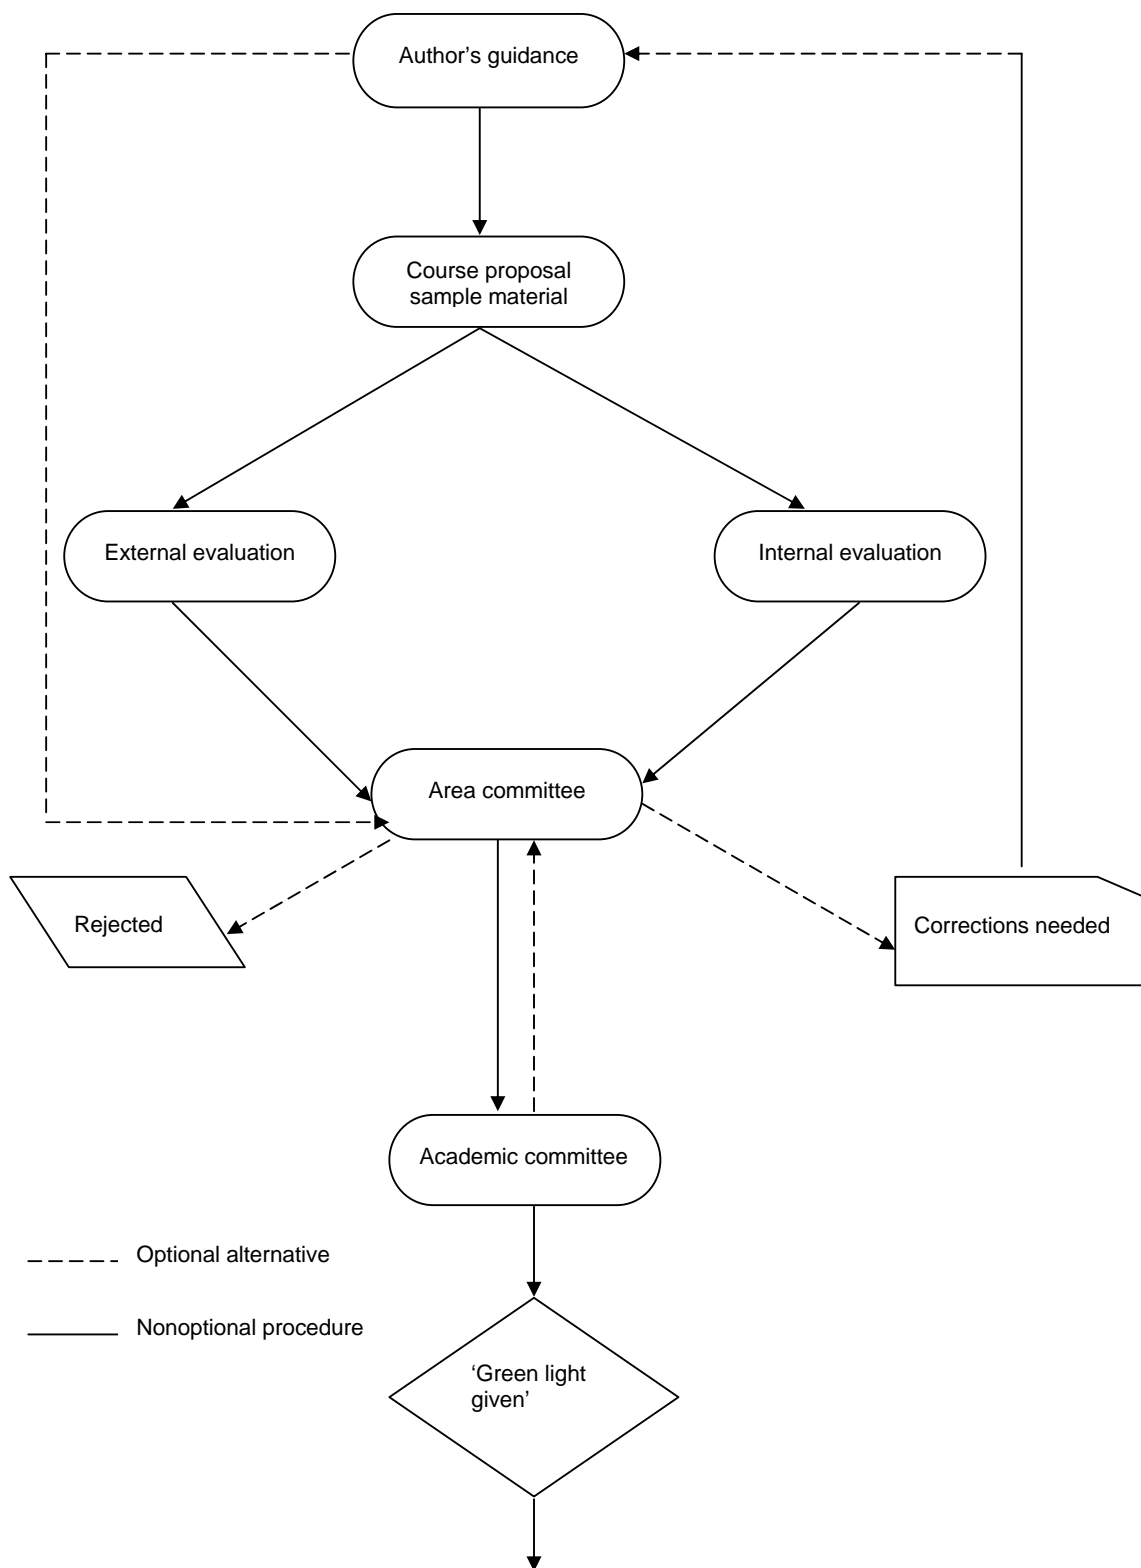 Author’s guidance
Course proposal
sample material
External evaluation
Internal evaluation
Area committee
Rejected
Corrections needed
Academic committee
Optional alternative
Nonoptional procedure
‘Green light
given’